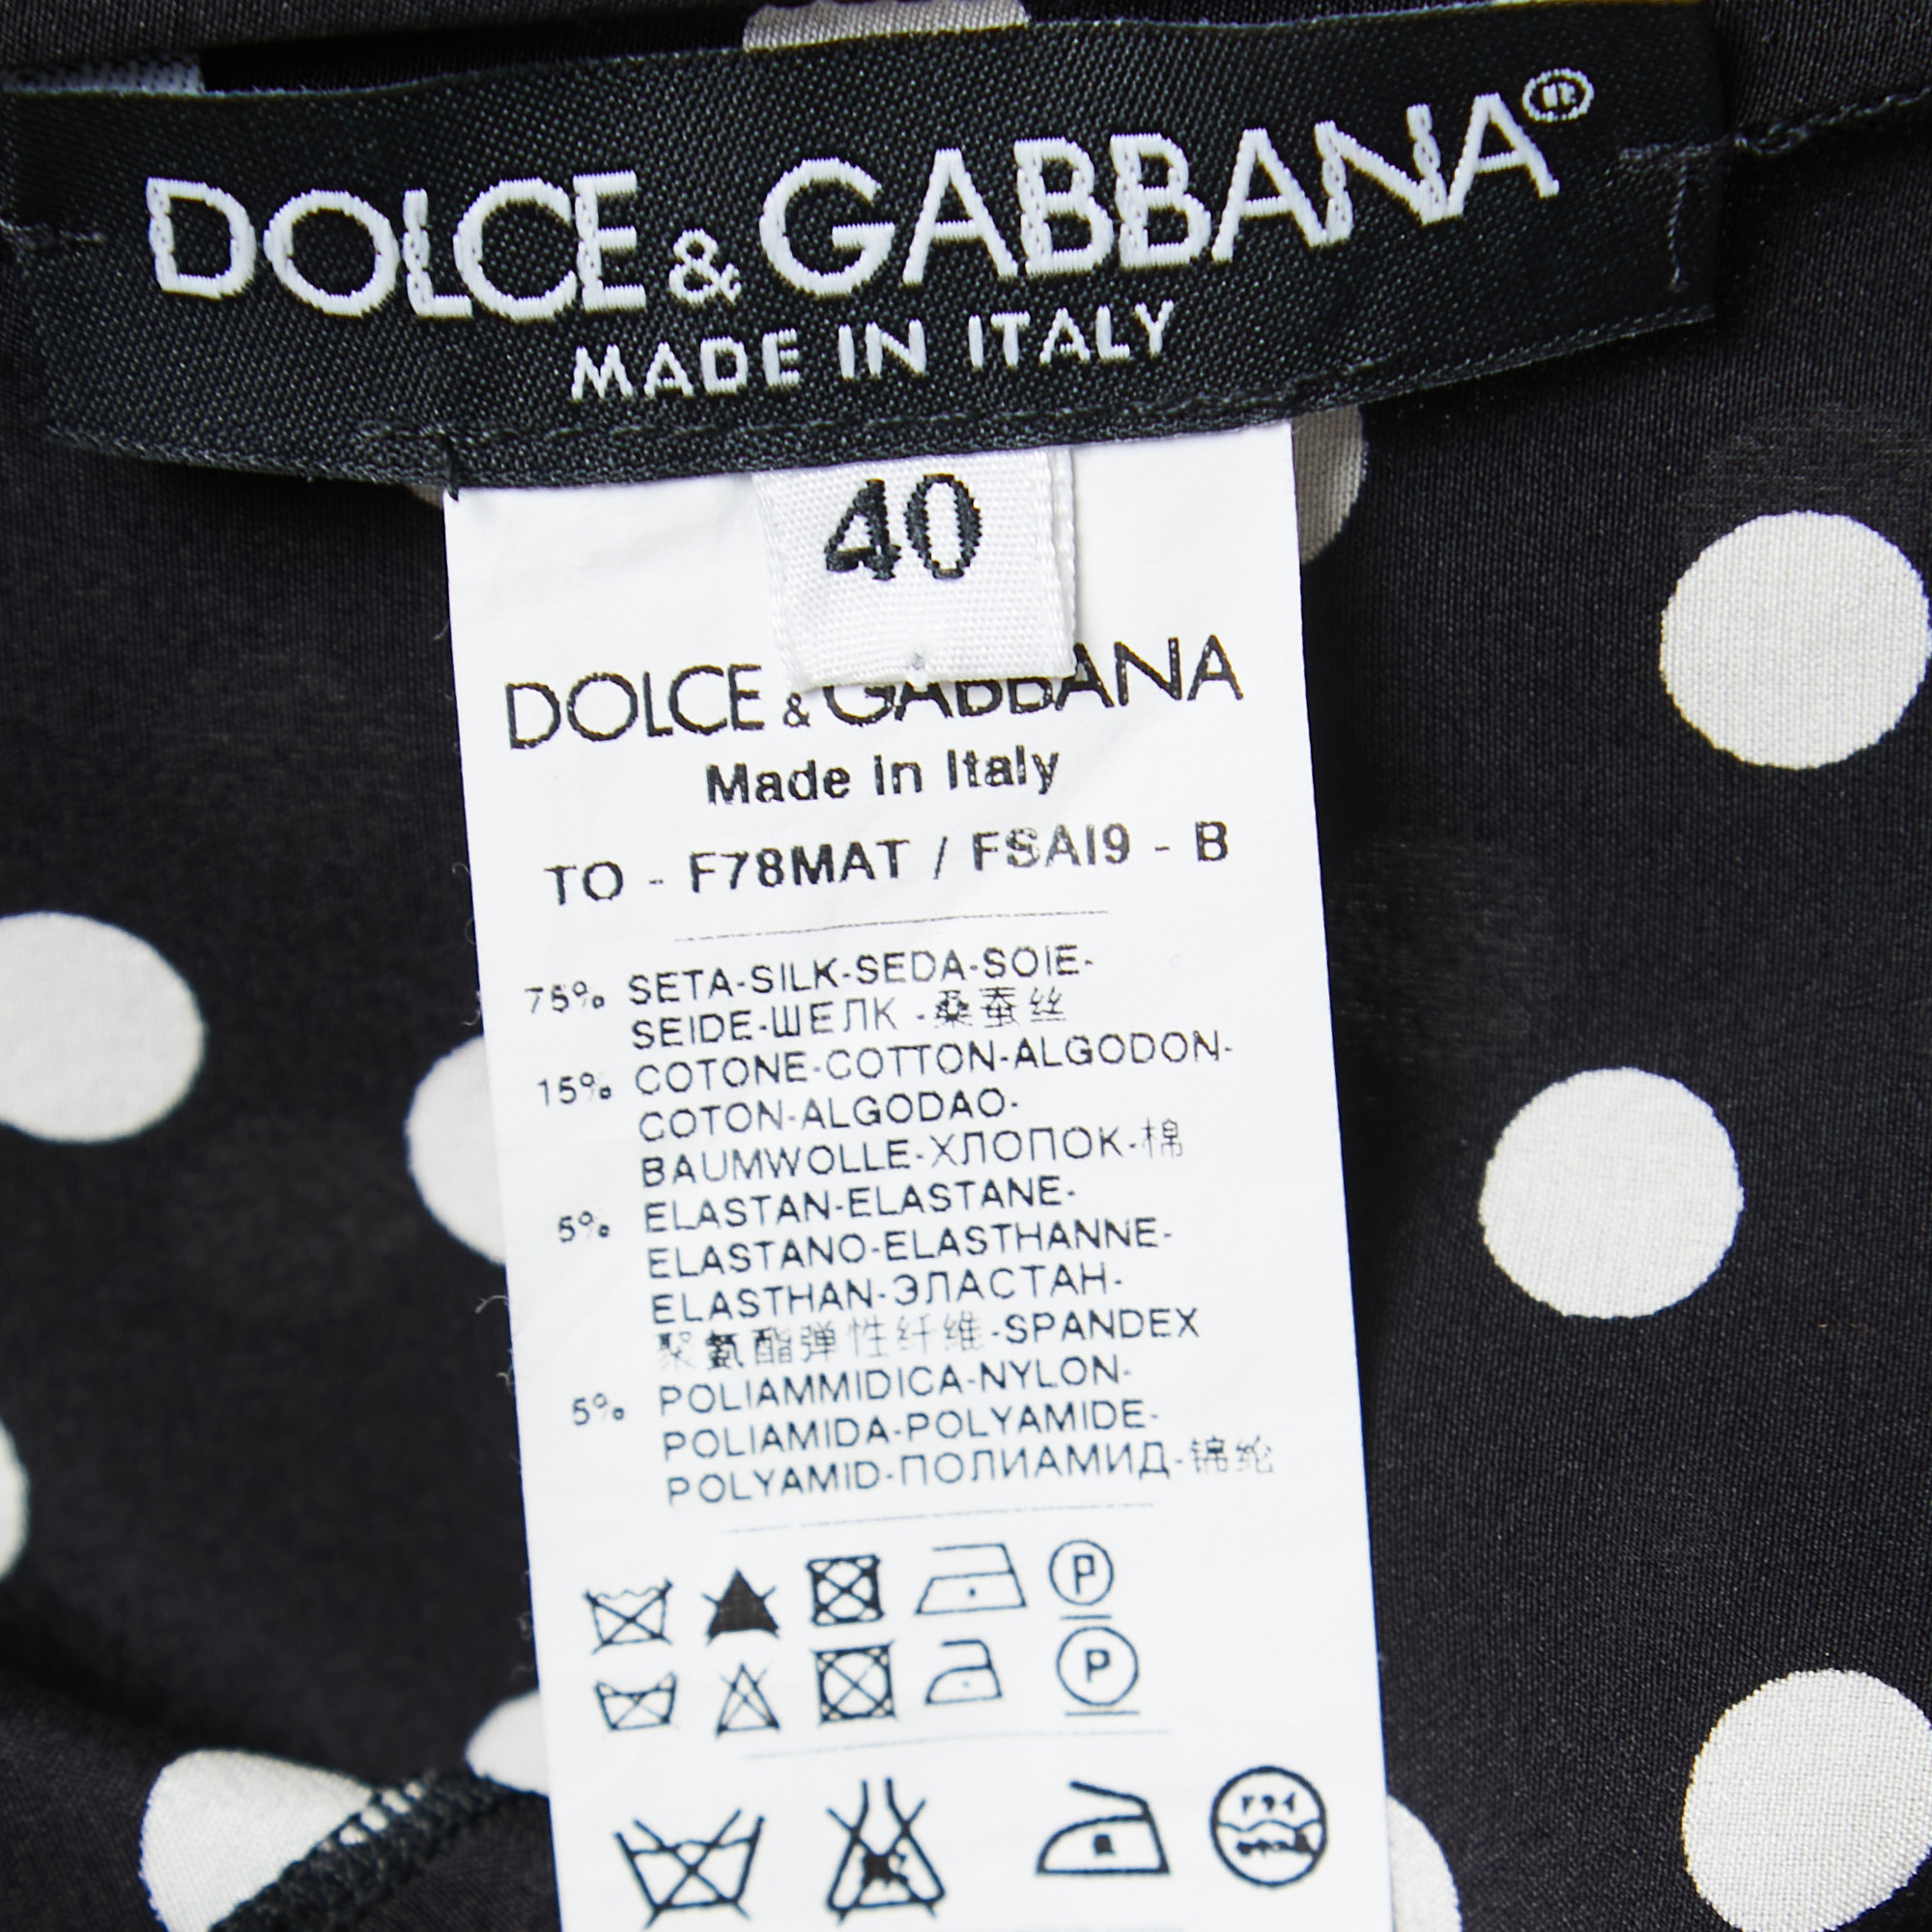 DOLCE & GABBANA®
MADE IN ITALY
40
DOLCE & GABBANA
Made in Italy
TO - F78MAT / FSAI9 - B
75% SETA-SILK-SEDA-SOIE-
SEIDE-ШЕЛК -桑蚕丝
15% COTONE-COTTON-ALGODON-
COTON-ALGODAO-
BAUMWOLLE-ХЛОПОК-棉
5% ELASTAN-ELASTANE-
ELASTANO-ELASTHANNE-
ELASTHAN-ЭЛАСТАН-
聚氨酯弹性纤维-SPANDEX
5% POLIAMMIDICA-NYLON-
POLIAMIDA-POLYAMIDE-
POLYAMID-ПОЛИАМИД-锦纶
P
P
ドライ